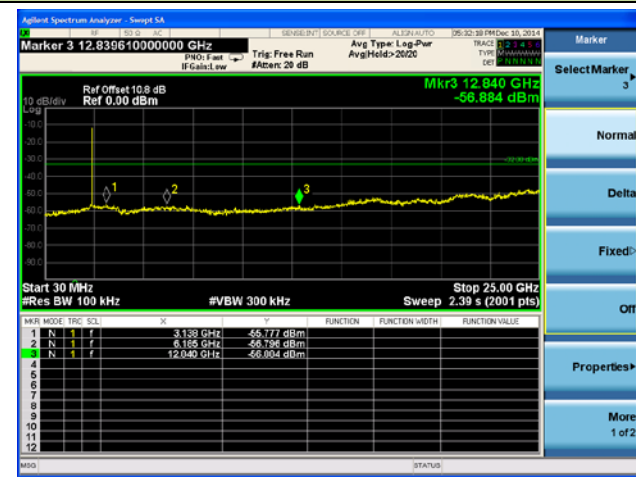 Agilent Spectrum Analyzer - Swept SA
RF 50 Ω AC SENSE:INT SOURCE OFF ALIGN AUTO 05:32:18 PM Dec 10, 2014
Marker 3 12.839610000000 GHz
PNO: Fast
IFGain:Low
Trig: Free Run
#Atten: 20 dB
Avg Type: Log-Pwr
Avg|Hold:>20/20
TRACE 1 2 3 4 5 6
TYPE M
DET P N N N N N
Ref Offset 10.8 dB
Ref 0.00 dBm
10 dB/div
Log
Mkr3 12.840 GHz
-56.884 dBm
-10.0
-20.0
-30.0
-40.0
-50.0
-60.0
-70.0
-80.0
-90.0
1
2
3
Start 30 MHz
#Res BW 100 kHz
#VBW 300 kHz
Stop 25.00 GHz
Sweep 2.39 s (2001 pts)
MKR MODE TRC SCL X Y FUNCTION FUNCTION WIDTH FUNCTION VALUE
1 N 1 f 3.138 GHz -55.777 dBm
2 N 1 f 6.185 GHz -56.796 dBm
3 N 1 f 12.840 GHz -56.884 dBm
4
5
6
7
8
9
10
11
12
MSG STATUS
Marker
Select Marker
3
Normal
Delta
Fixed
Off
Properties
More
1 of 2